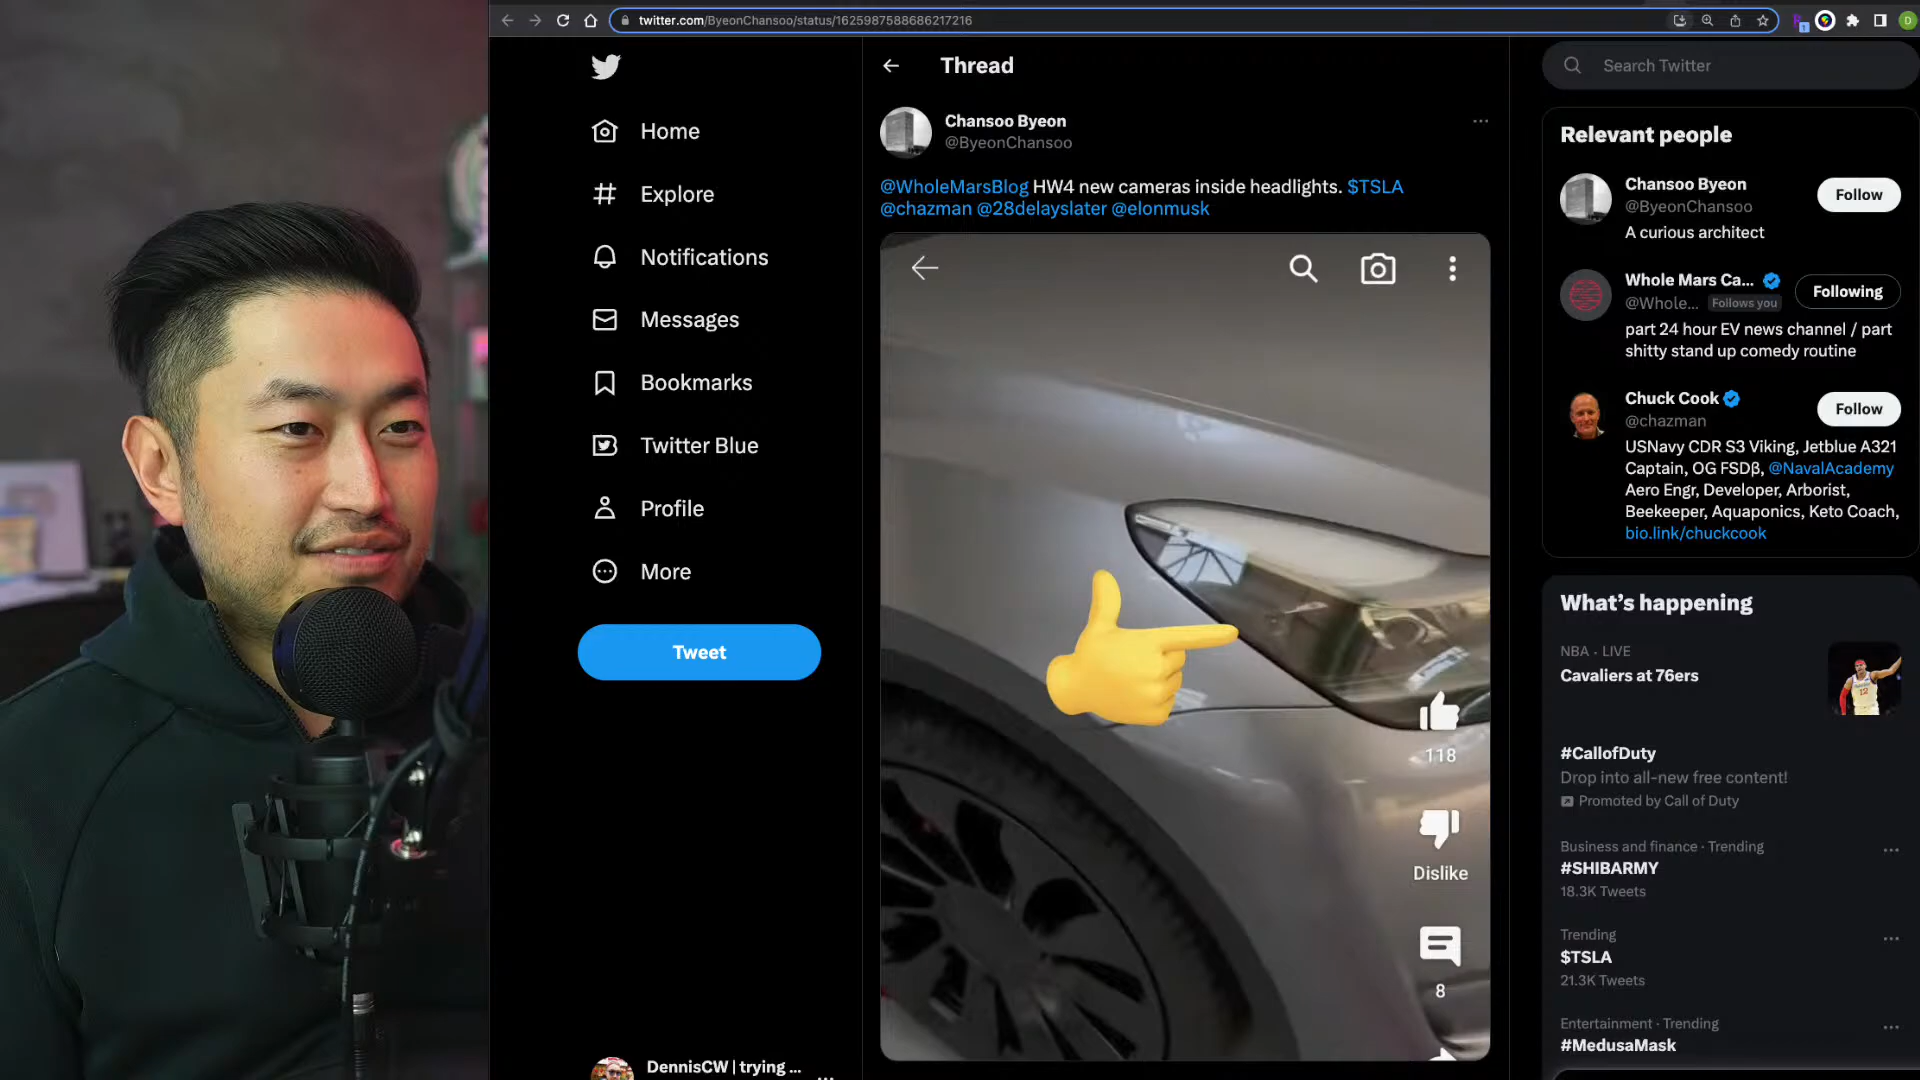 twitter.com/ByeonChansoo/status/1625987588686217216
D
Home
Explore
Notifications
Messages
Bookmarks
Twitter Blue
Profile
More
Tweet
DennisCW | trying ...
Thread
Chansoo Byeon
@ByeonChansoo
@WholeMarsBlog HW4 new cameras inside headlights. $TSLA
@chazman @28delayslater @elonmusk
118
Dislike
8
Search Twitter
Relevant people
Chansoo Byeon
@ByeonChansoo
Follow
A curious architect
Whole Mars Ca...
@Whole... Follows you
Following
part 24 hour EV news channel / part
shitty stand up comedy routine
Chuck Cook
@chazman
Follow
USNavy CDR S3 Viking, Jetblue A321
Captain, OG FSDβ, @NavalAcademy
Aero Engr, Developer, Arborist,
Beekeeper, Aquaponics, Keto Coach,
bio.link/chuckcook
What's happening
NBA · LIVE
Cavaliers at 76ers
#CallofDuty
Drop into all-new free content!
Promoted by Call of Duty
Business and finance · Trending
#SHIBARMY
18.3K Tweets
Trending
$TSLA
21.3K Tweets
Entertainment · Trending
#MedusaMask